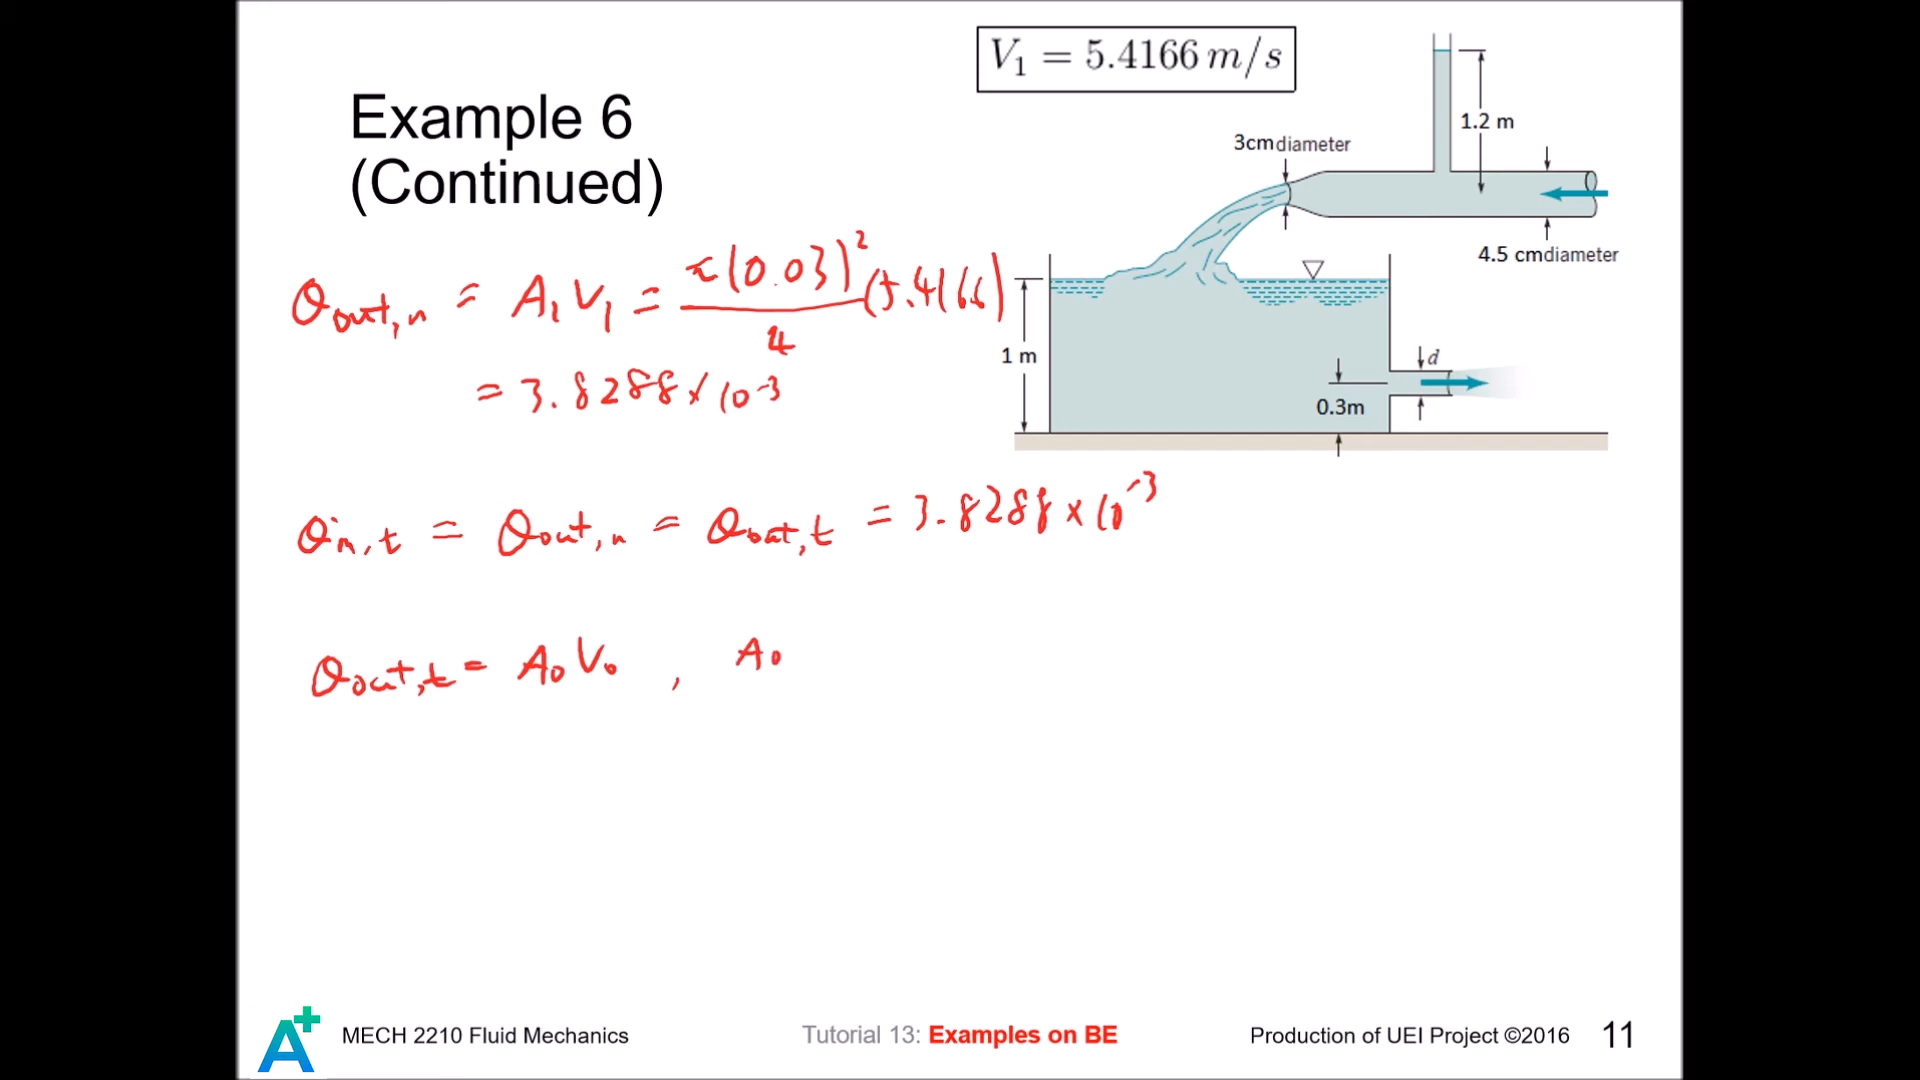 V₁ = 5.4166 m/s
Example 6
(Continued)
1.2 m
3cm diameter
4.5 cm diameter
Qout,n = A₁V₁ = π(0.03)²/4 (5.4166)
= 3.8288 × 10⁻³
1 m
d
0.3m
Qin,t = Qout,n = Qout,t = 3.8288 × 10⁻³
Qout,t = A₀V₀ , A₀
A+ MECH 2210 Fluid Mechanics Tutorial 13: Examples on BE Production of UEI Project ©2016 11